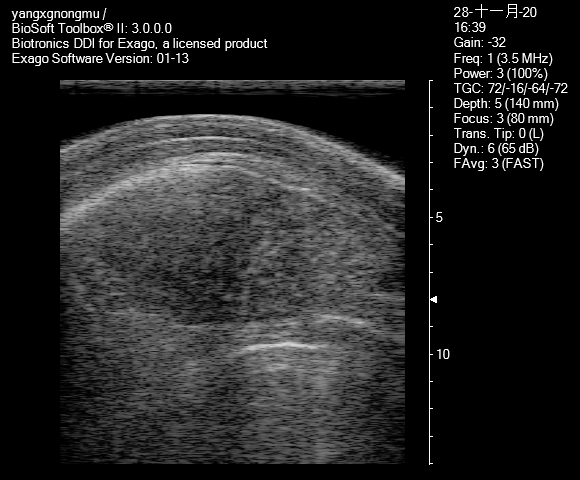 yangxgnongmu /
BioSoft Toolbox® II: 3.0.0.0
Biotronics DDI for Exago, a licensed product
Exago Software Version: 01-13
28-十一月-20
16:39
Gain: -32
Freq: 1 (3.5 MHz)
Power: 3 (100%)
TGC: 72/-16/-64/-72
Depth: 5 (140 mm)
Focus: 3 (80 mm)
Trans. Tip: 0 (L)
Dyn.: 6 (65 dB)
FAvg: 3 (FAST)
5
10